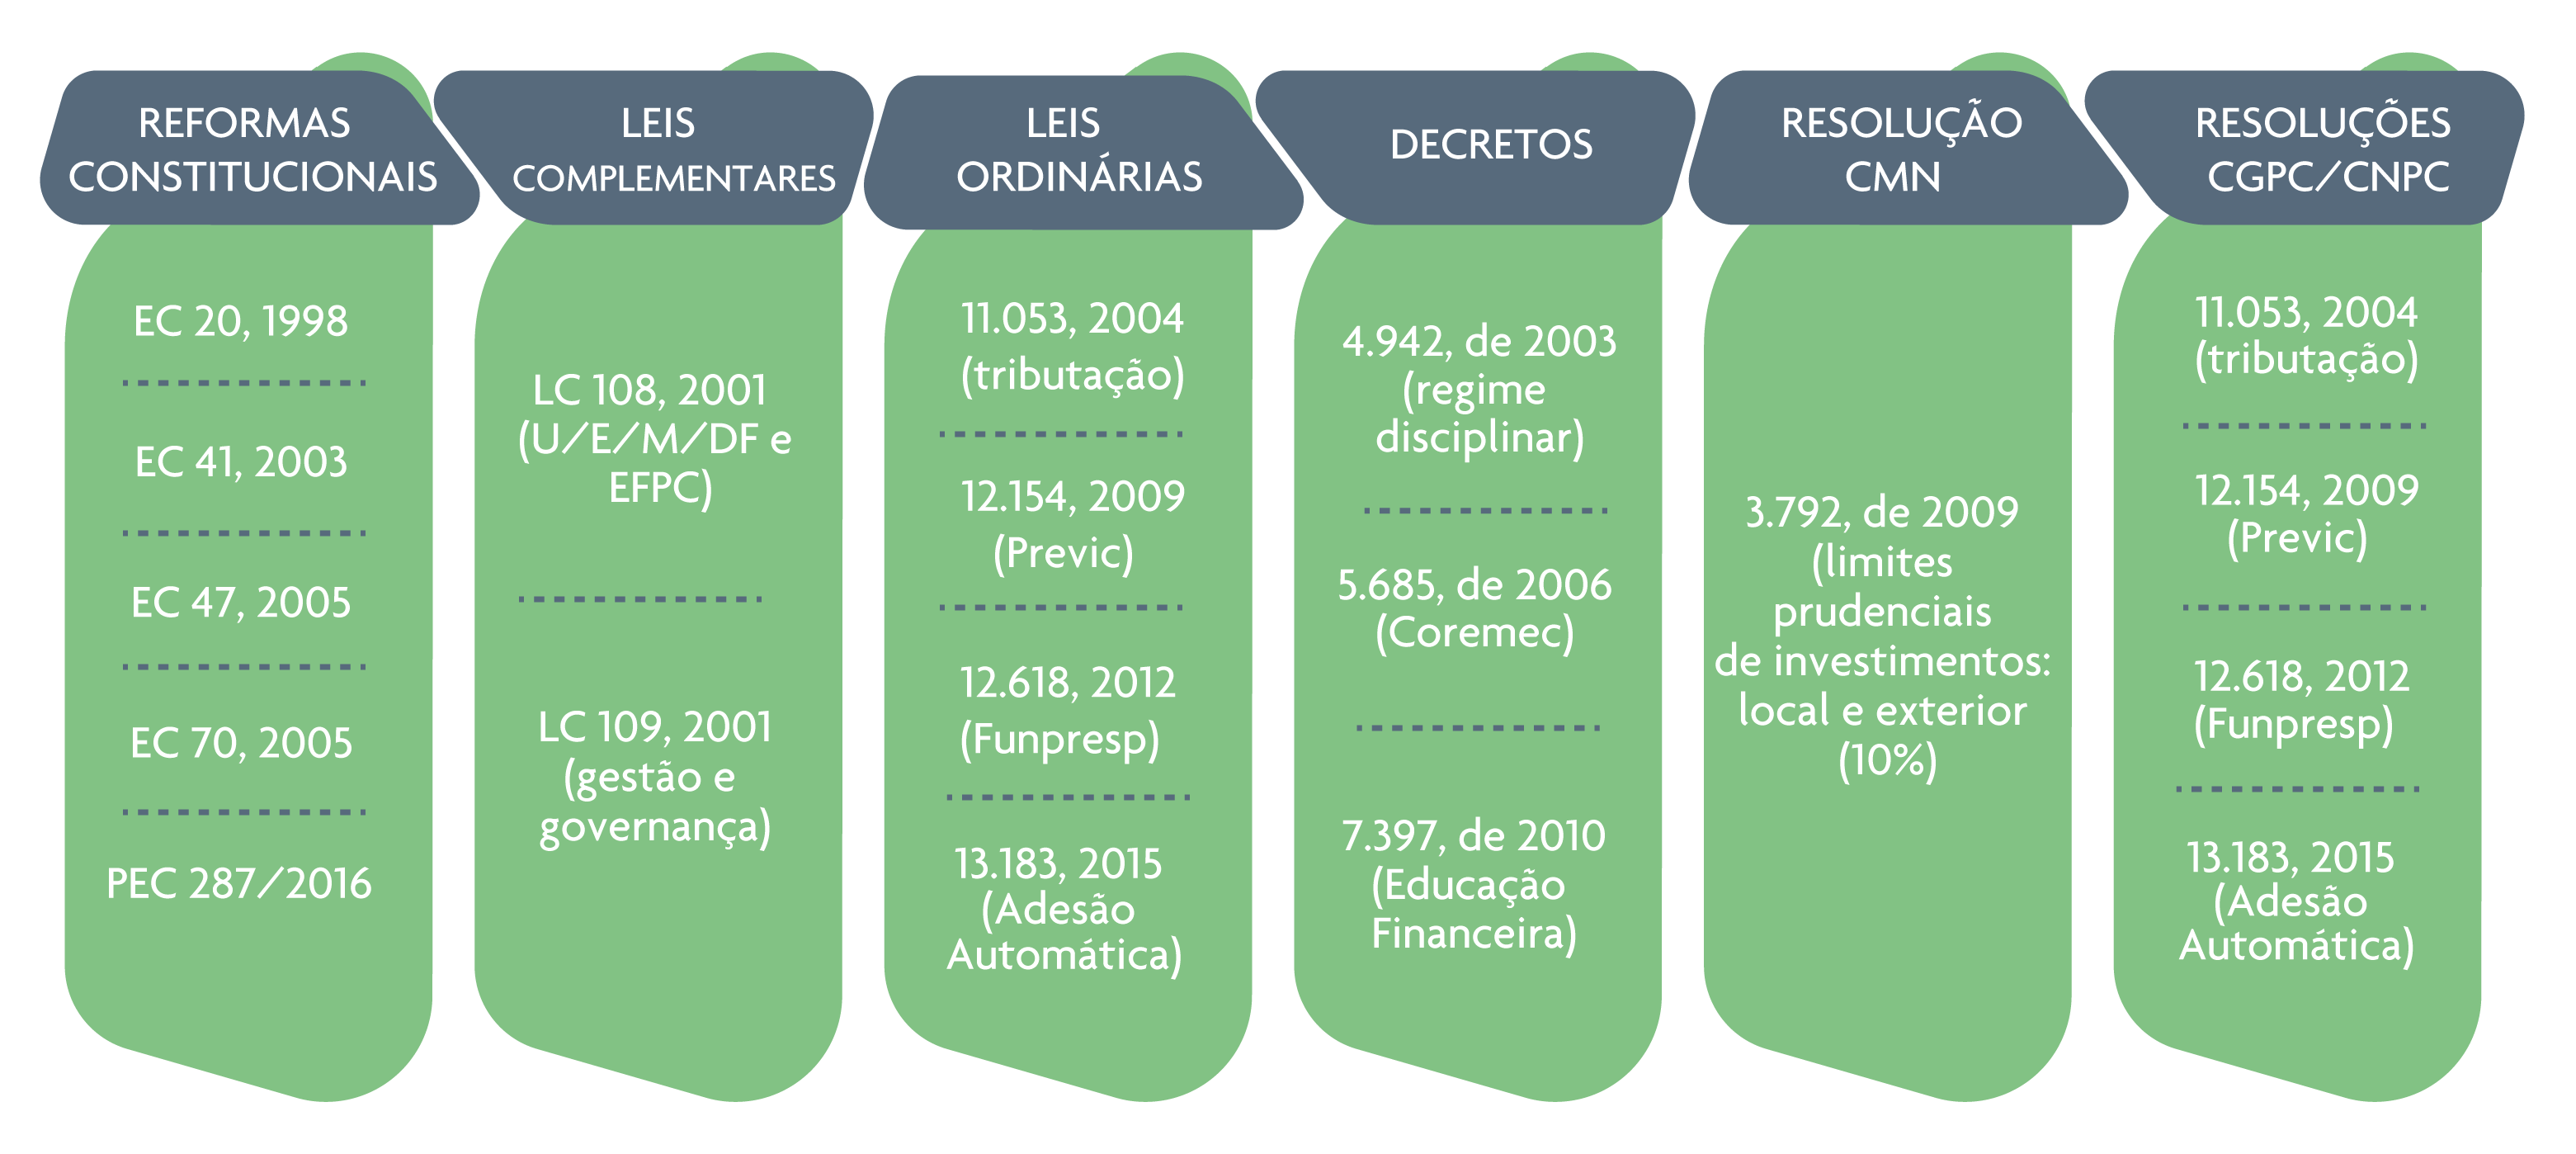 REFORMAS
CONSTITUCIONAIS
EC 20, 1998
EC 41, 2003
EC 47, 2005
EC 70, 2005
PEC 287/2016
LEIS
COMPLEMENTARES
LC 108, 2001
(U/E/M/DF e
EFPC)
LC 109, 2001
(gestão e
governança)
LEIS
ORDINÁRIAS
11.053, 2004
(tributação)
12.154, 2009
(Previc)
12.618, 2012
(Funpresp)
13.183, 2015
(Adesão
Automática)
DECRETOS
4.942, de 2003
(regime
disciplinar)
5.685, de 2006
(Coremec)
7.397, de 2010
(Educação
Financeira)
RESOLUÇÃO
CMN
3.792, de 2009
(limites
prudenciais
de investimentos:
local e exterior
(10%)
RESOLUÇÕES
CGPC/CNPC
11.053, 2004
(tributação)
12.154, 2009
(Previc)
12.618, 2012
(Funpresp)
13.183, 2015
(Adesão
Automática)